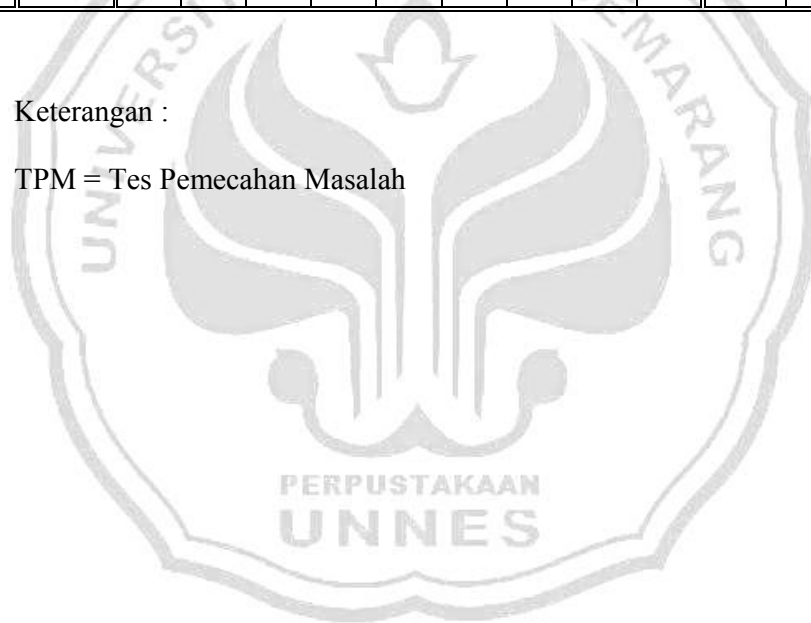 Keterangan :
TPM = Tes Pemecahan Masalah
PERPUSTAKAAN
UNNES